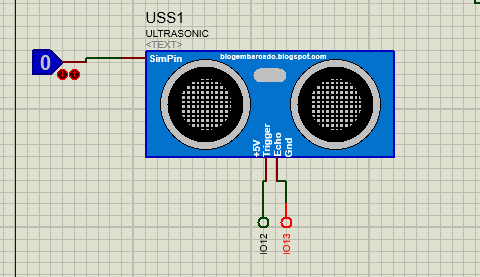 USS1
ULTRASONIC
<TEXT>
0
SimPin
blogembarcado.blogspot.com
+5V
Trigger
Echo
Gnd
IO12
IO13